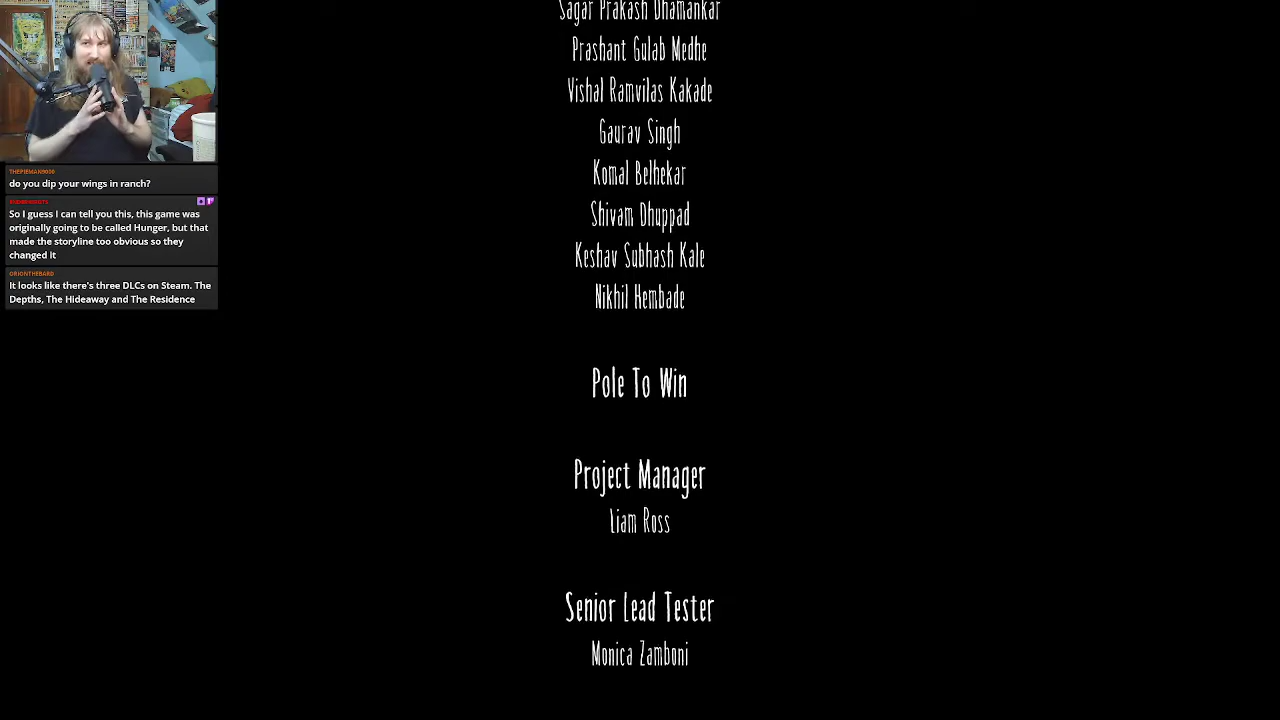 THEPIEMAN9000
do you dip your wings in ranch?
So I guess I can tell you this, this game was
originally going to be called Hunger, but that
made the storyline too obvious so they
changed it
ORIONTHEBARD
It looks like there's three DLCs on Steam. The
Depths, The Hideaway and The Residence
Sagar Prakash Dhamankar
Prashant Gulab Medhe
Vishal Ramvilas Kakade
Gaurav Singh
Komal Belhekar
Shivam Dhuppad
Keshav Subhash Kale
Nikhil Hembade
Pole To Win
Project Manager
Liam Ross
Senior Lead Tester
Monica Zamboni